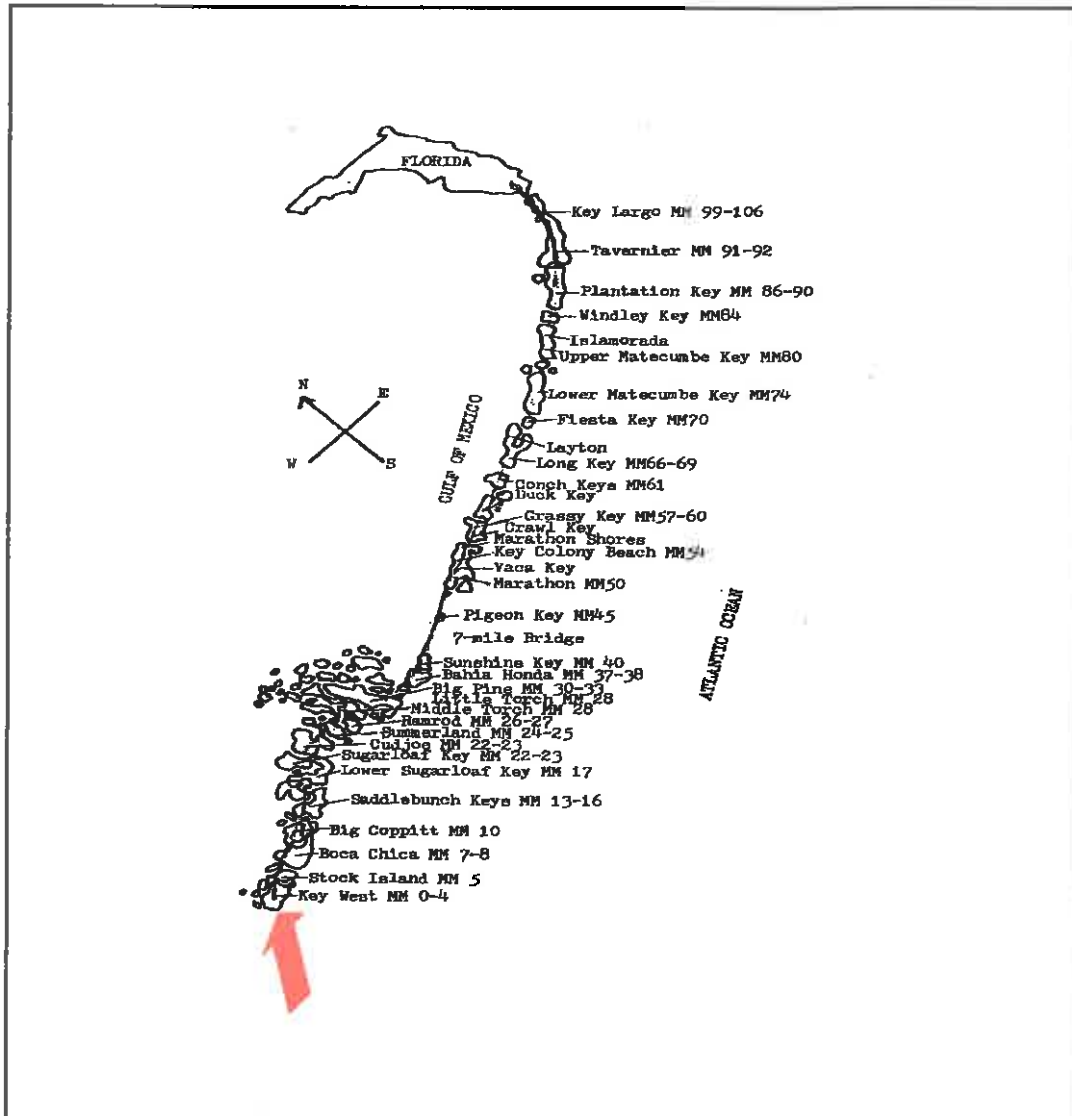 FLORIDA
Key Largo MM 99-106
Tavernier MM 91-92
Plantation Key MM 86-90
Windley Key MM84
Islamorada
Upper Matecumbe Key MM80
N
E
Lower Matecumbe Key MM74
GULF OF MEXICO
Fiesta Key MM70
W
S
Layton
Long Key MM66-69
Conch Keys MM61
Duck Key
Grassy Key MM57-60
Crawl Key
Marathon Shores
Key Colony Beach MM54
Vaca Key
Marathon MM50
ATLANTIC OCEAN
Pigeon Key MM45
7-mile Bridge
Sunshine Key MM 40
Bahia Honda MM 37-38
Big Pine MM 30-33
Little Torch MM 28
Middle Torch MM 28
Ramrod MM 26-27
Summerland MM 24-25
Cudjoe MM 22-23
Sugarloaf Key MM 22-23
Lower Sugarloaf Key MM 17
Saddlebunch Keys MM 13-16
Big Coppitt MM 10
Boca Chica MM 7-8
Stock Island MM 5
Key West MM 0-4